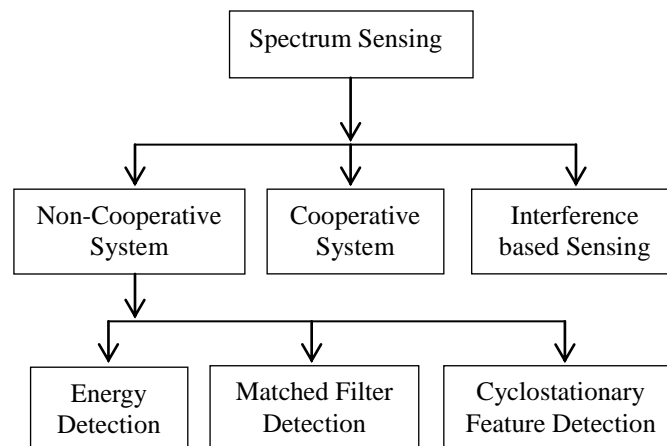 Spectrum Sensing
Non-Cooperative
System
Cooperative
System
Interference
based Sensing
Energy
Detection
Matched Filter
Detection
Cyclostationary
Feature Detection